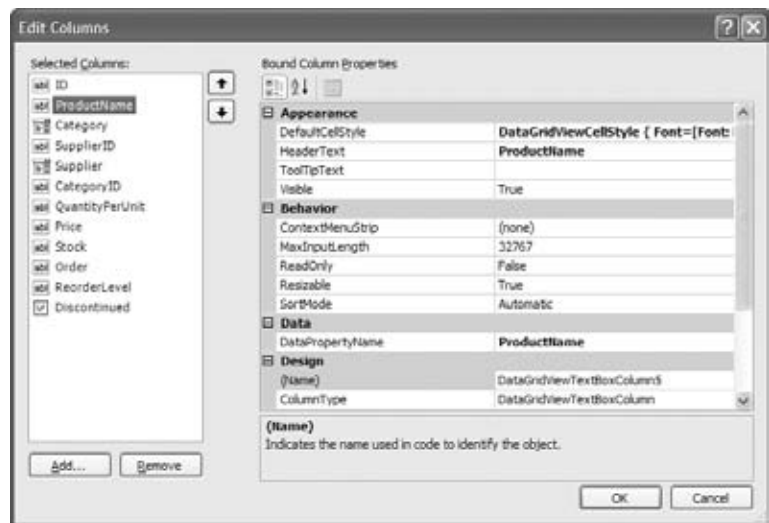 Edit Columns
Selected Columns:
ID
ProductName
Category
SupplierID
Supplier
CategoryID
QuantityPerUnit
Price
Stock
Order
ReorderLevel
Discontinued
Add...
Remove
Bound Column Properties
Appearance
DefaultCellStyle DataGridViewCellStyle { Font=[Font:
HeaderText ProductName
ToolTipText
Visible True
Behavior
ContextMenuStrip (none)
MaxInputLength 32767
ReadOnly False
Resizable True
SortMode Automatic
Data
DataPropertyName ProductName
Design
(Name) DataGridViewTextBoxColumn5
ColumnType DataGridViewTextBoxColumn
(Name)
Indicates the name used in code to identify the object.
OK Cancel